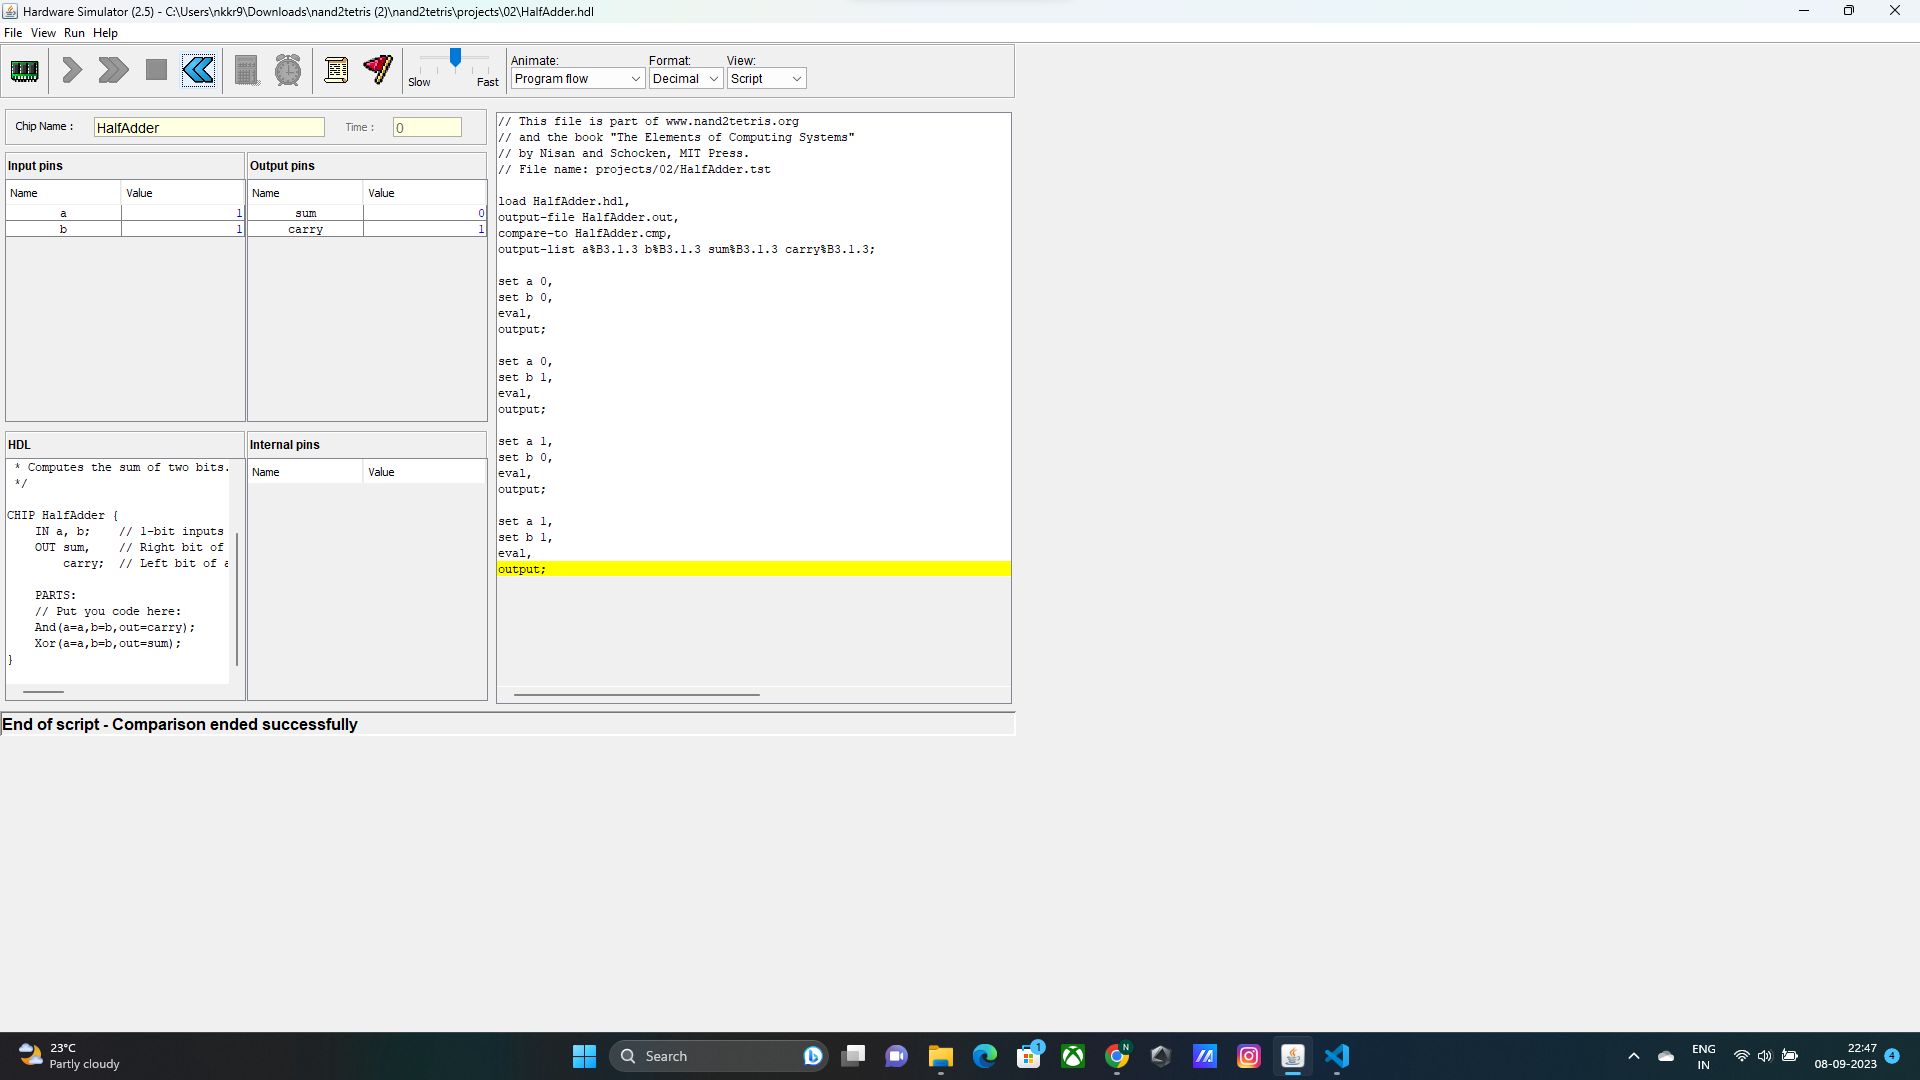 Hardware Simulator (2.5) - C:\Users\nkkr9\Downloads\nand2tetris (2)\nand2tetris\projects\02\HalfAdder.hdl
File View Run Help
Slow Fast
Animate: Format: View:
Program flow Decimal Script
Chip Name : HalfAdder Time : 0
Input pins
Name Value
a 1
b 1
Output pins
Name Value
sum 0
carry 1
HDL
* Computes the sum of two bits.
*/
CHIP HalfAdder {
IN a, b;    // 1-bit inputs
OUT sum,    // Right bit of
carry;  // Left bit of a
PARTS:
// Put you code here:
And(a=a,b=b,out=carry);
Xor(a=a,b=b,out=sum);
}
Internal pins
Name Value
// This file is part of www.nand2tetris.org
// and the book "The Elements of Computing Systems"
// by Nisan and Schocken, MIT Press.
// File name: projects/02/HalfAdder.tst
load HalfAdder.hdl,
output-file HalfAdder.out,
compare-to HalfAdder.cmp,
output-list a%B3.1.3 b%B3.1.3 sum%B3.1.3 carry%B3.1.3;
set a 0,
set b 0,
eval,
output;
set a 0,
set b 1,
eval,
output;
set a 1,
set b 0,
eval,
output;
set a 1,
set b 1,
eval,
output;
End of script - Comparison ended successfully
23°C
Partly cloudy
Search
1
N
ENG
IN
22:47
08-09-2023
4